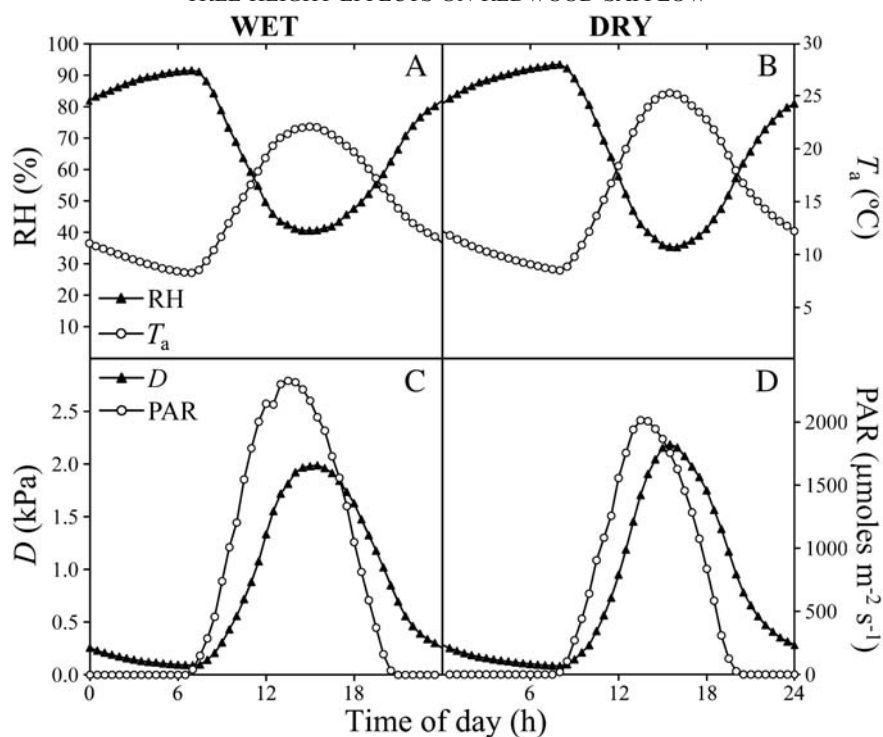 TREE HEIGHT EFFECTS ON REDWOOD SAP FLOW
WET DRY
100
90
80
70
60
50
40
30
20
10
RH (%)
A
RH
Tₐ
B
30
25
20
15
10
5
Tₐ (ºC)
2.5
2.0
1.5
1.0
0.5
0.0
D (kPa)
D
PAR
C
D
2000
1500
1000
500
0
PAR (μmoles m⁻² s⁻¹)
0 6 12 18 6 12 18 24
Time of day (h)